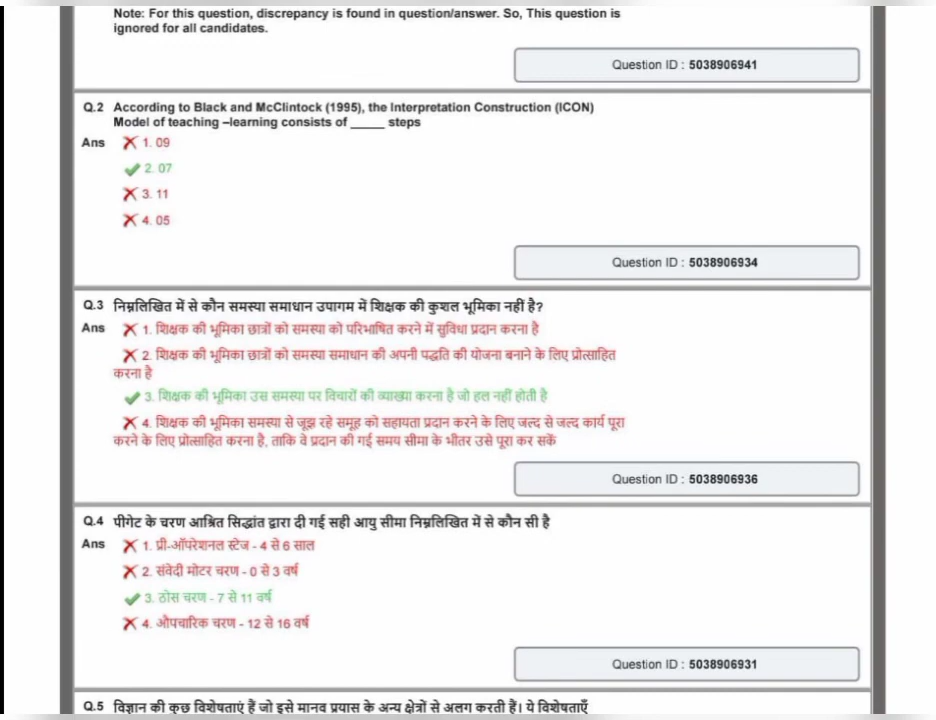 Note: For this question, discrepancy is found in question/answer. So, This question is
ignored for all candidates.
Question ID : 5038906941
Q.2 According to Black and McClintock (1995), the Interpretation Construction (ICON)
Model of teaching –learning consists of _____ steps
Ans 1. 09
2. 07
3. 11
4. 05
Question ID : 5038906934
Q.3 निम्नलिखित में से कौन समस्या समाधान उपागम में शिक्षक की कुशल भूमिका नहीं है?
Ans 1. शिक्षक की भूमिका छात्रों को समस्या को परिभाषित करने में सुविधा प्रदान करना है
2. शिक्षक की भूमिका छात्रों को समस्या समाधान की अपनी पद्धति की योजना बनाने के लिए प्रोत्साहित
करना है
3. शिक्षक की भूमिका उस समस्या पर विचारों की व्याख्या करना है जो हल नहीं होती है
4. शिक्षक की भूमिका समस्या से जूझ रहे समूह को सहायता प्रदान करने के लिए जल्द से जल्द कार्य पूरा
करने के लिए प्रोत्साहित करना है, ताकि वे प्रदान की गई समय सीमा के भीतर उसे पूरा कर सकें
Question ID : 5038906936
Q.4 पीगेट के चरण आश्रित सिद्धांत द्वारा दी गई सही आयु सीमा निम्नलिखित में से कौन सी है
Ans 1. प्री-ऑपरेशनल स्टेज - 4 से 6 साल
2. संवेदी मोटर चरण - 0 से 3 वर्ष
3. ठोस चरण - 7 से 11 वर्ष
4. औपचारिक चरण - 12 से 16 वर्ष
Question ID : 5038906931
Q.5 विज्ञान की कुछ विशेषताएं हैं जो इसे मानव प्रयास के अन्य क्षेत्रों से अलग करती हैं। ये विशेषताएँ